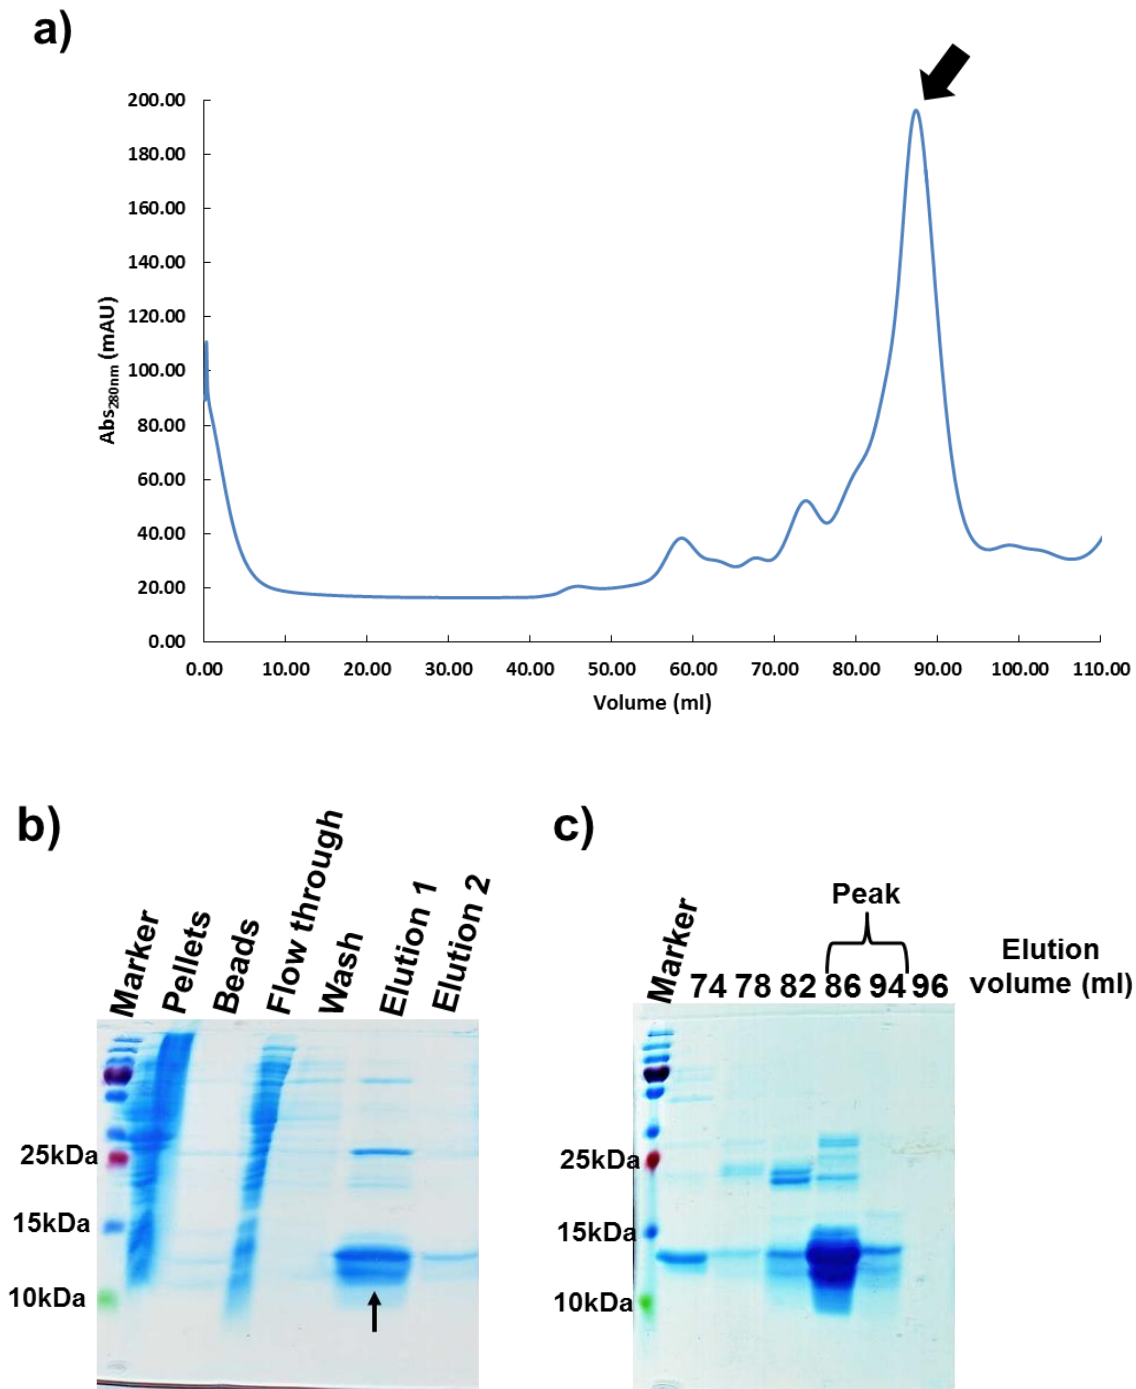 a)
200.00
180.00
160.00
140.00
120.00
100.00
80.00
60.00
40.00
20.00
0.00
Abs280nm (mAU)
0.00 10.00 20.00 30.00 40.00 50.00 60.00 70.00 80.00 90.00 100.00 110.00
Volume (ml)
b)
Marker
Pellets
Beads
Flow through
Wash
Elution 1
Elution 2
25kDa
15kDa
10kDa
c)
Peak
Marker
74 78 82 86 94 96
Elution
volume (ml)
25kDa
15kDa
10kDa